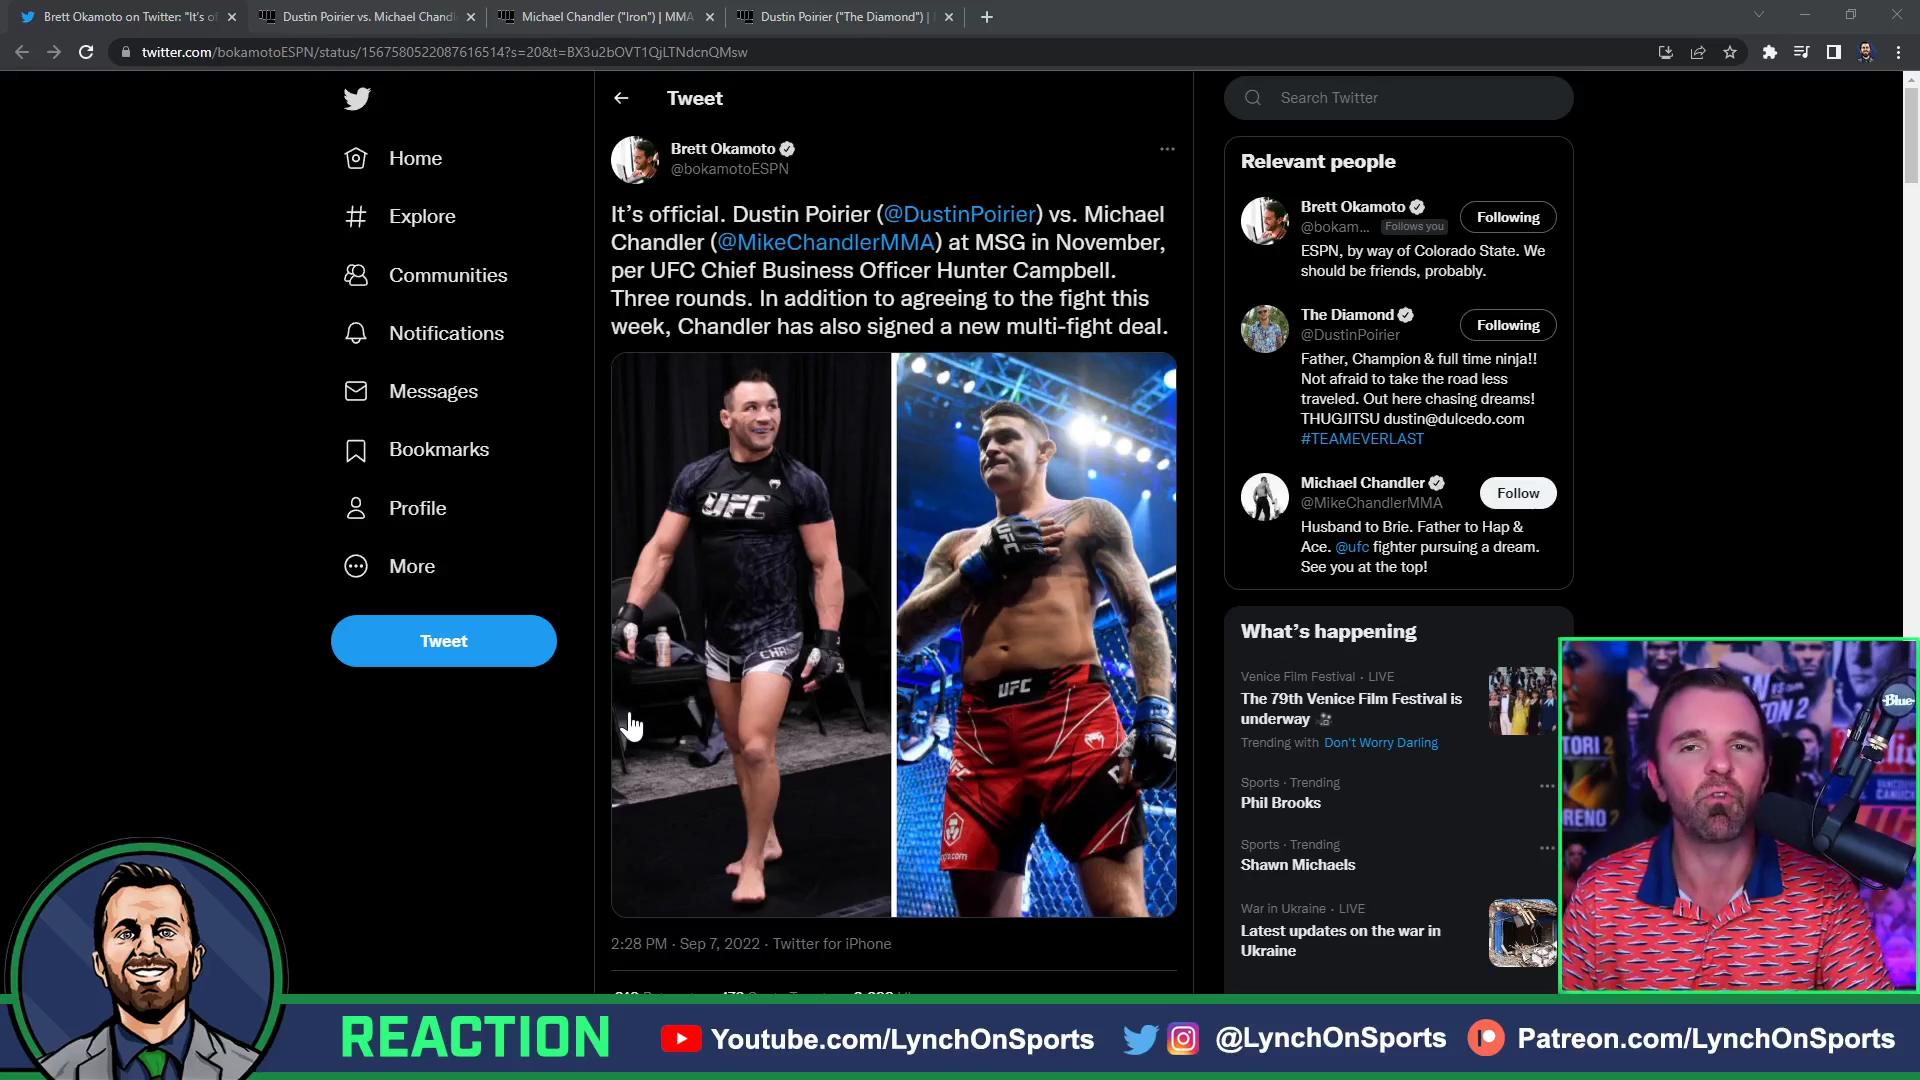 Brett Okamoto on Twitter: "It's of
Dustin Poirier vs. Michael Chandl
Michael Chandler ("Iron") | MMA
Dustin Poirier ("The Diamond") |
twitter.com/bokamotoESPN/status/1567580522087616514?s=20&t=BX3u2bOVT1QjLTNdcnQMsw
Home
Explore
Communities
Notifications
Messages
Bookmarks
Profile
More
Tweet
Tweet
Brett Okamoto
@bokamotoESPN
It's official. Dustin Poirier (@DustinPoirier) vs. Michael
Chandler (@MikeChandlerMMA) at MSG in November,
per UFC Chief Business Officer Hunter Campbell.
Three rounds. In addition to agreeing to the fight this
week, Chandler has also signed a new multi-fight deal.
UFC
CHA
UFC
UFC
UFC
2:28 PM · Sep 7, 2022 · Twitter for iPhone
Search Twitter
Relevant people
Brett Okamoto
@bokam... Follows you
Following
ESPN, by way of Colorado State. We
should be friends, probably.
The Diamond
@DustinPoirier
Following
Father, Champion & full time ninja!!
Not afraid to take the road less
traveled. Out here chasing dreams!
THUGJITSU dustin@dulcedo.com
#TEAMEVERLAST
Michael Chandler
@MikeChandlerMMA
Follow
Husband to Brie. Father to Hap &
Ace. @ufc fighter pursuing a dream.
See you at the top!
What's happening
Venice Film Festival · LIVE
The 79th Venice Film Festival is
underway
Trending with Don't Worry Darling
Sports · Trending
Phil Brooks
Sports · Trending
Shawn Michaels
War in Ukraine · LIVE
Latest updates on the war in
Ukraine
Blue
TORI 2
RENO 2
REACTION
Youtube.com/LynchOnSports
@LynchOnSports
Patreon.com/LynchOnSports